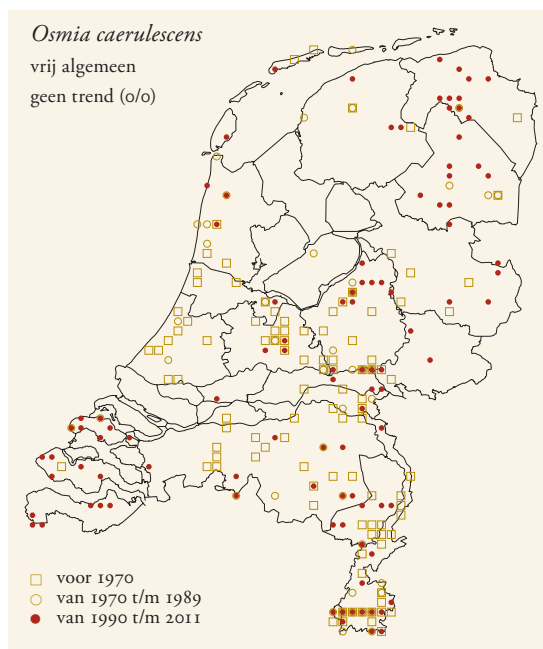 Osmia caerulescens
vrij algemeen
geen trend (0/0)
voor 1970
van 1970 t/m 1989
van 1990 t/m 2011